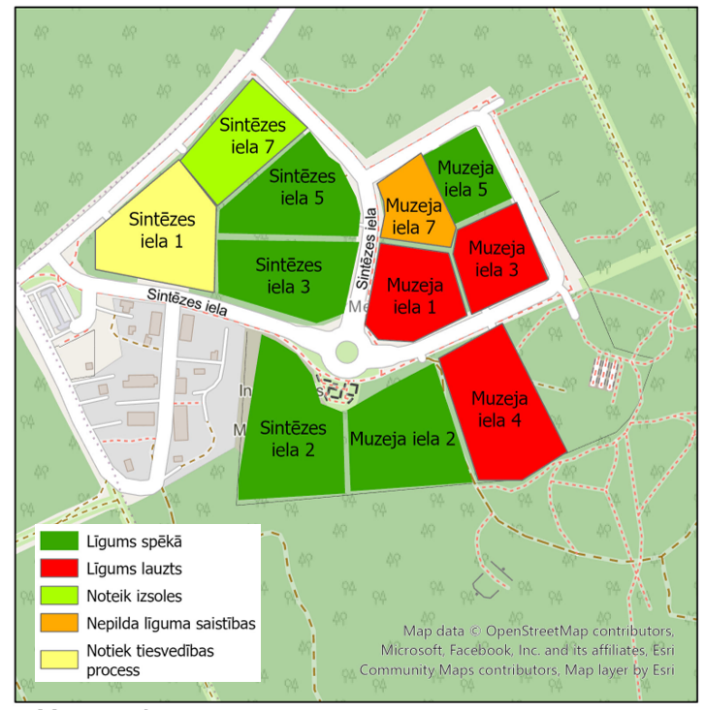 Sintēzes
iela 7
Sintēzes
iela 5
Muzeja
iela 5
Muzeja
iela 7
Sintēzes
iela 1
Sintēzes iela
Muzeja
iela 3
Sintēzes
iela 3
Muzeja
iela 1
Sintēzes iela
Muzeja
iela 4
Sintēzes
iela 2
Muzeja iela 2
Līgums spēkā
Līgums lauzts
Noteik izsoles
Nepilda līguma saistības
Notiek tiesvedības
process
Map data © OpenStreetMap contributors,
Microsoft, Facebook, Inc. and its affiliates, Esri
Community Maps contributors, Map layer by Esri